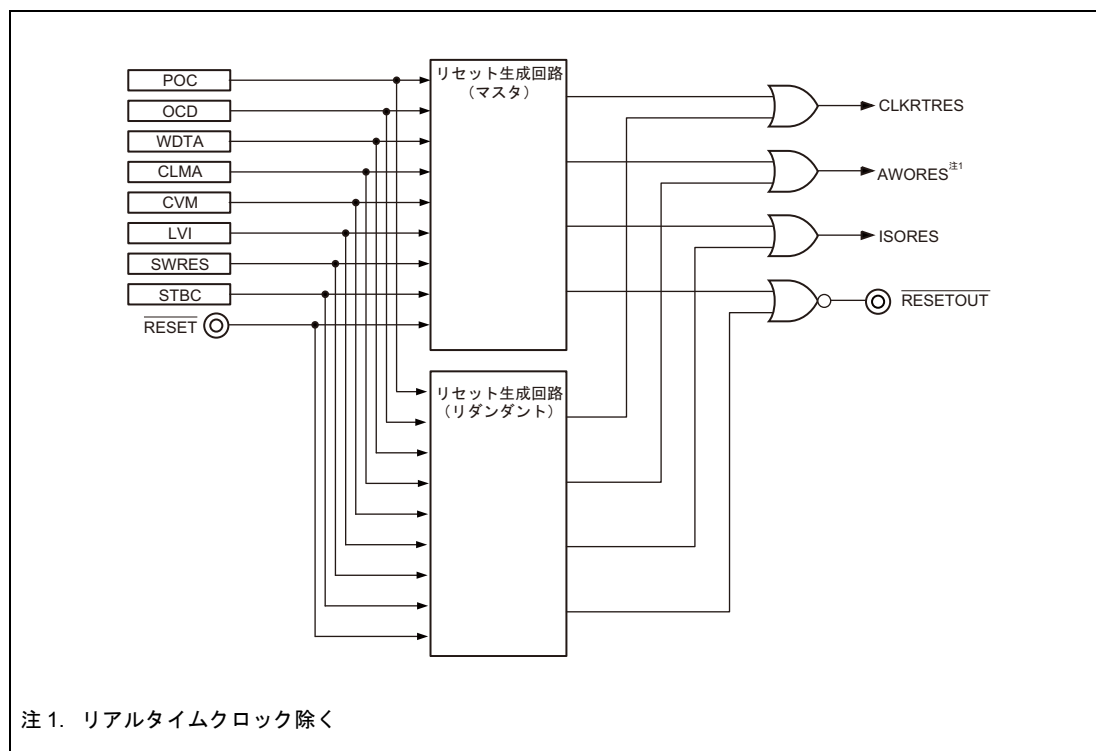 POC
OCD
WDTA
CLMA
CVM
LVI
SWRES
STBC
RESET
リセット生成回路
(マスタ)
リセット生成回路
(リダンダント)
CLKRTRES
AWORES注1
ISORES
RESETOUT
注 1. リアルタイムクロック除く